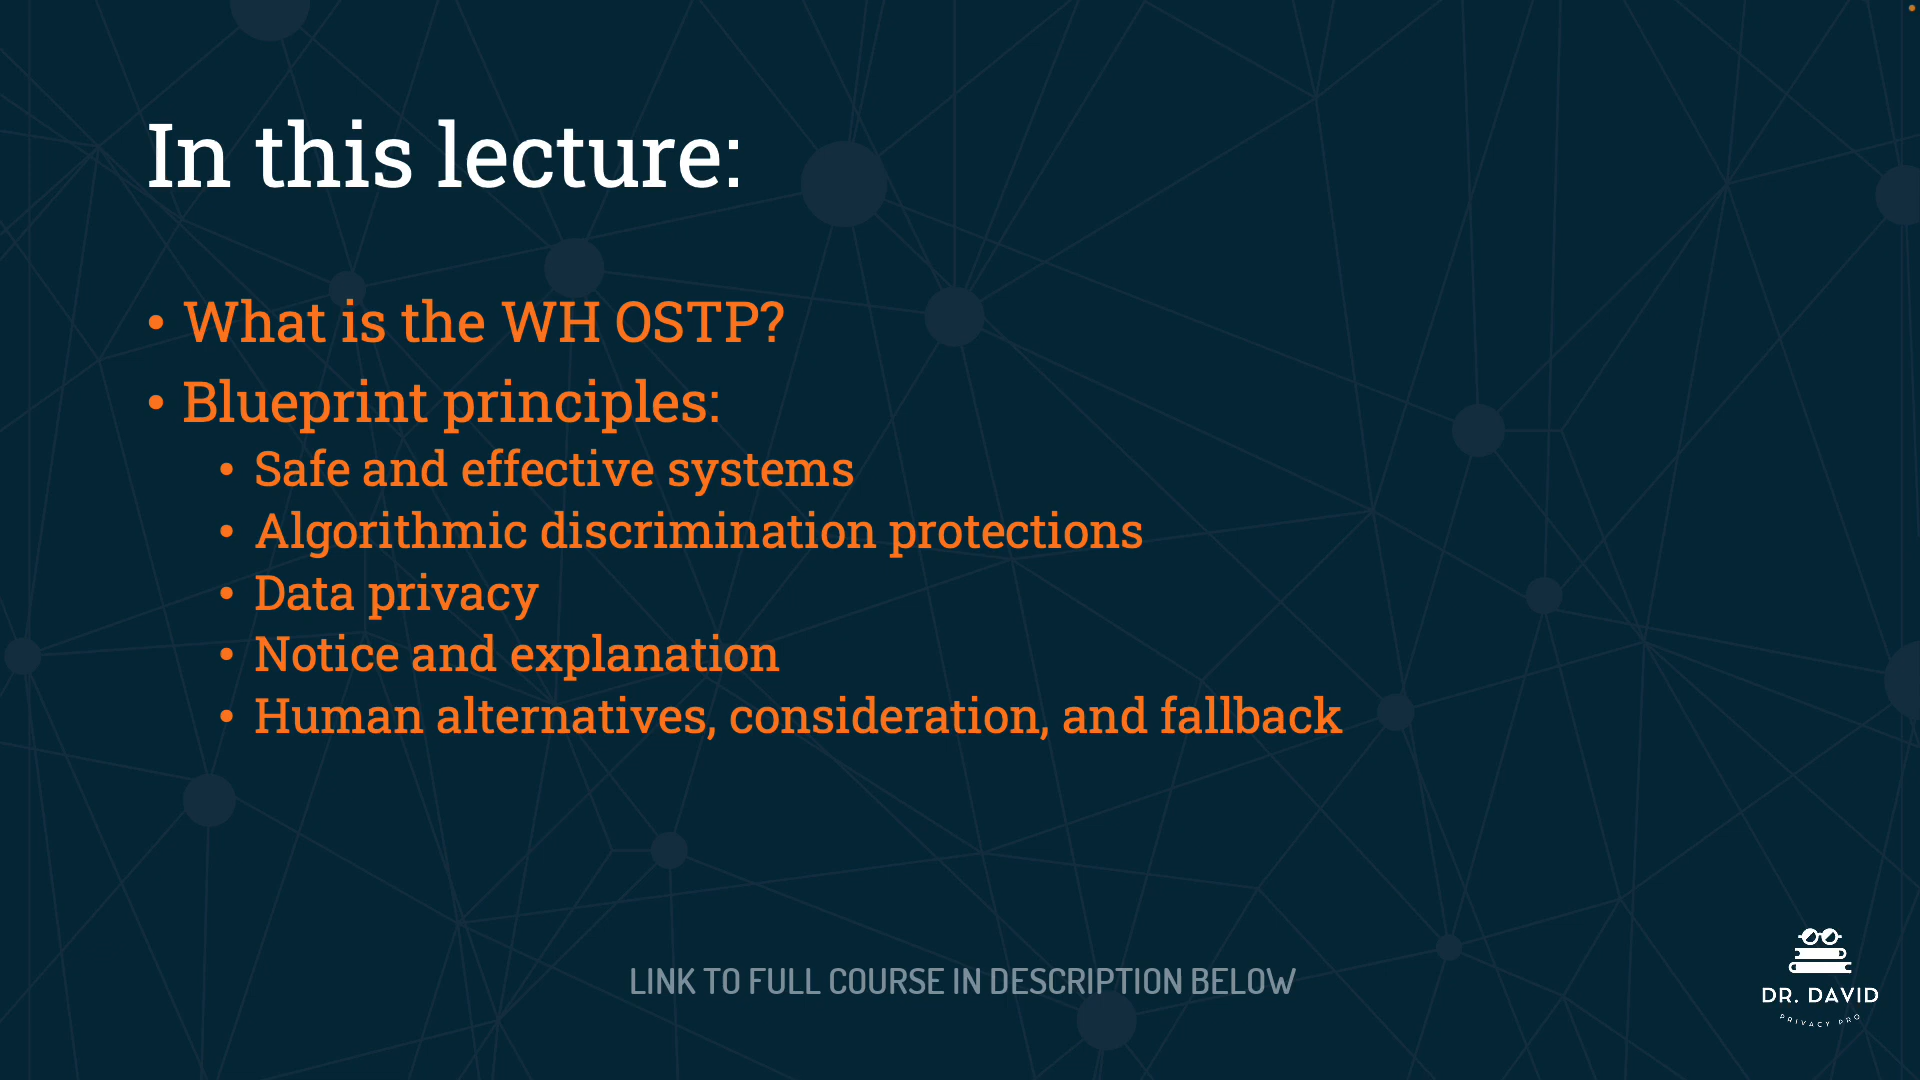 In this lecture:
• What is the WH OSTP?
• Blueprint principles:
• Safe and effective systems
• Algorithmic discrimination protections
• Data privacy
• Notice and explanation
• Human alternatives, consideration, and fallback
LINK TO FULL COURSE IN DESCRIPTION BELOW
DR. DAVID
PRIVACY PRO